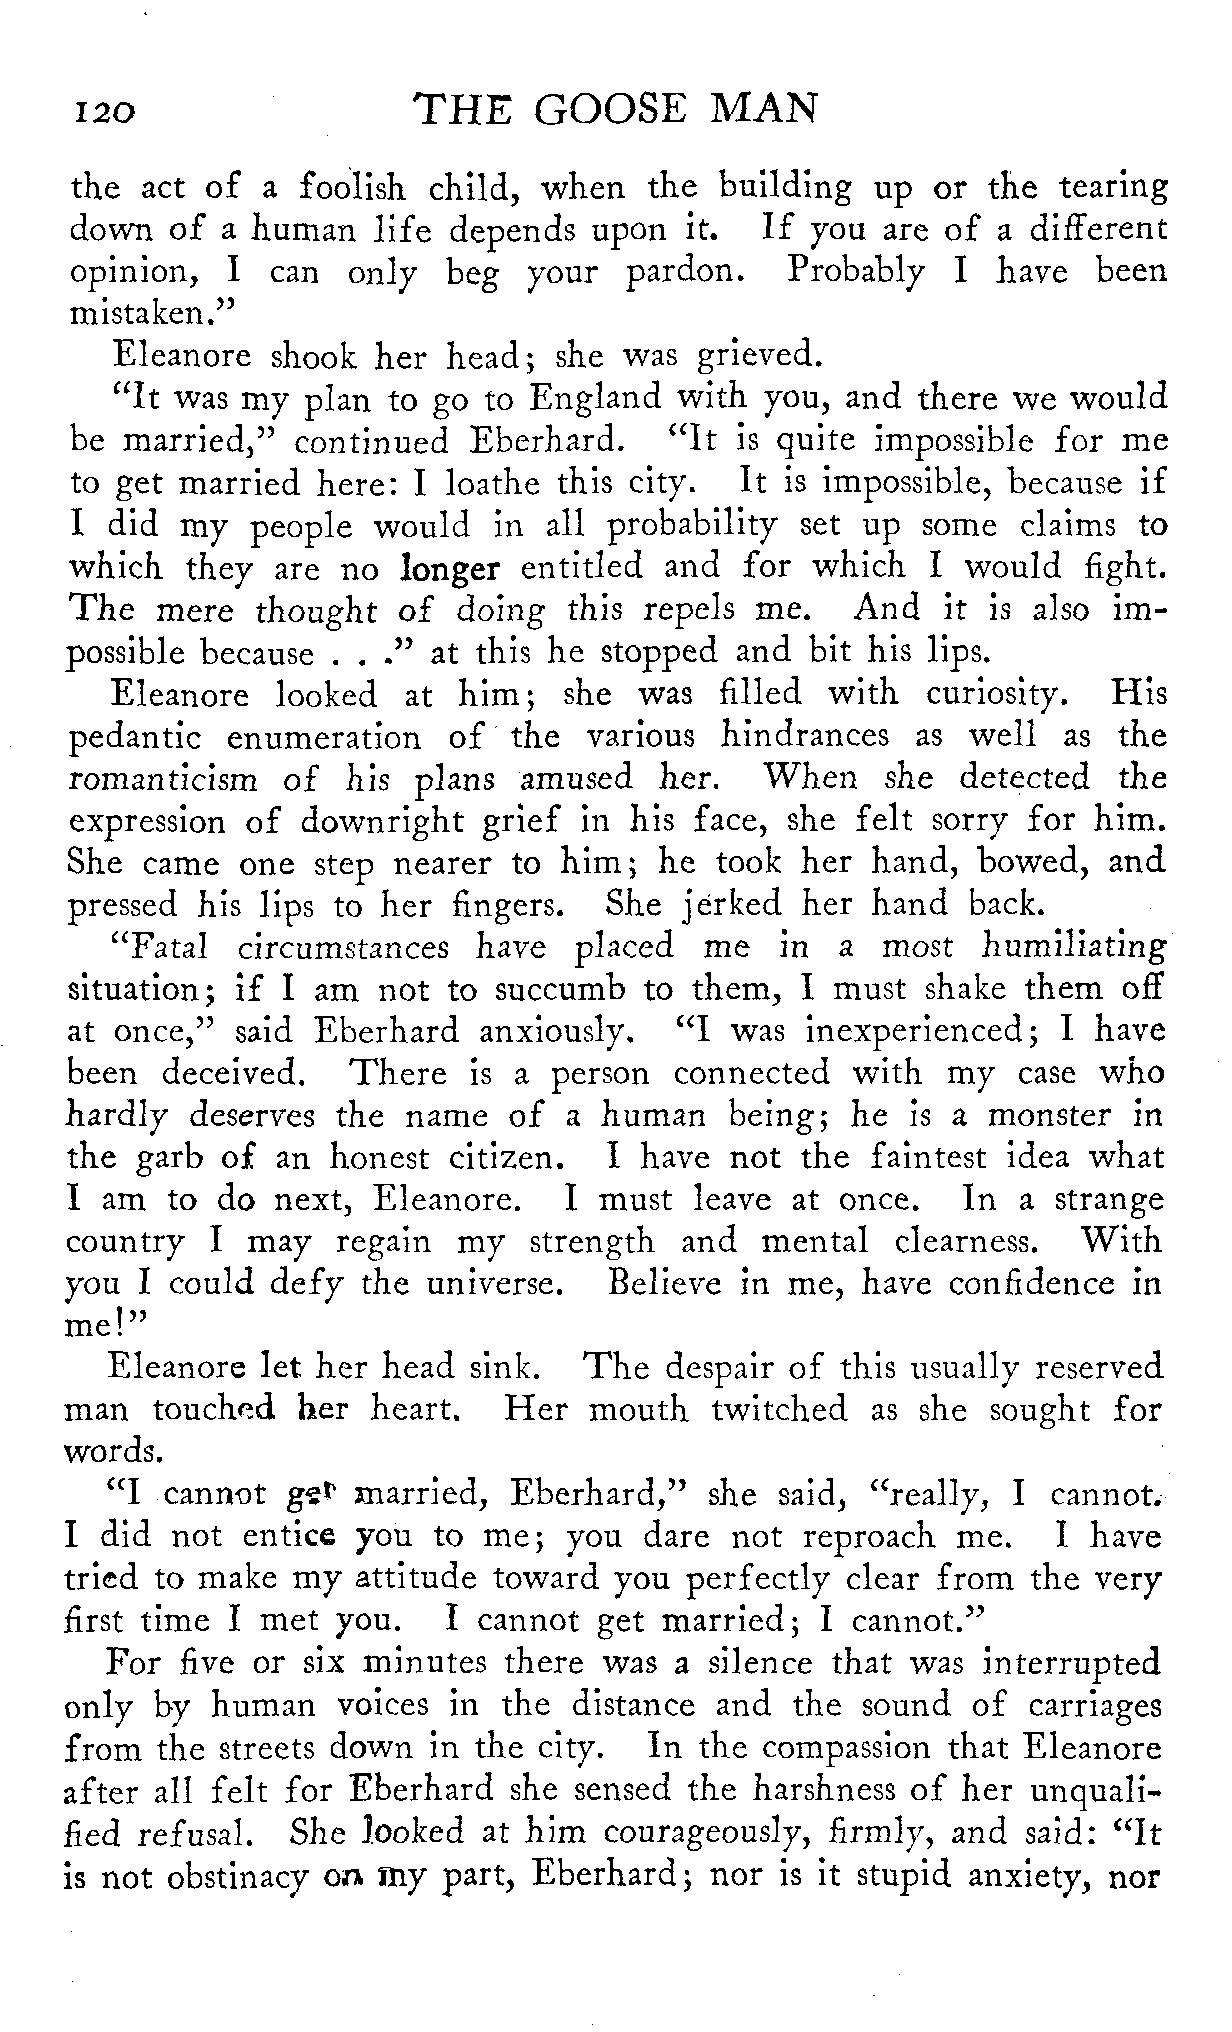 120 THE GOOSE MAN
the act of a foolish child, when the building up or the tearing
down of a human life depends upon it. If you are of a different
opinion, I can only beg your pardon. Probably I have been
mistaken."
Eleanore shook her head; she was grieved.
"It was my plan to go to England with you, and there we would
be married," continued Eberhard. "It is quite impossible for me
to get married here: I loathe this city. It is impossible, because if
I did my people would in all probability set up some claims to
which they are no longer entitled and for which I would fight.
The mere thought of doing this repels me. And it is also im-
possible because . . ." at this he stopped and bit his lips.
Eleanore looked at him; she was filled with curiosity. His
pedantic enumeration of the various hindrances as well as the
romanticism of his plans amused her. When she detected the
expression of downright grief in his face, she felt sorry for him.
She came one step nearer to him; he took her hand, bowed, and
pressed his lips to her fingers. She jerked her hand back.
"Fatal circumstances have placed me in a most humiliating
situation; if I am not to succumb to them, I must shake them off
at once," said Eberhard anxiously. "I was inexperienced; I have
been deceived. There is a person connected with my case who
hardly deserves the name of a human being; he is a monster in
the garb of an honest citizen. I have not the faintest idea what
I am to do next, Eleanore. I must leave at once. In a strange
country I may regain my strength and mental clearness. With
you I could defy the universe. Believe in me, have confidence in
me!"
Eleanore let her head sink. The despair of this usually reserved
man touched her heart. Her mouth twitched as she sought for
words.
"I cannot get married, Eberhard," she said, "really, I cannot.
I did not entice you to me; you dare not reproach me. I have
tried to make my attitude toward you perfectly clear from the very
first time I met you. I cannot get married; I cannot."
For five or six minutes there was a silence that was interrupted
only by human voices in the distance and the sound of carriages
from the streets down in the city. In the compassion that Eleanore
after all felt for Eberhard she sensed the harshness of her unquali-
fied refusal. She looked at him courageously, firmly, and said: "It
is not obstinacy on my part, Eberhard; nor is it stupid anxiety, nor